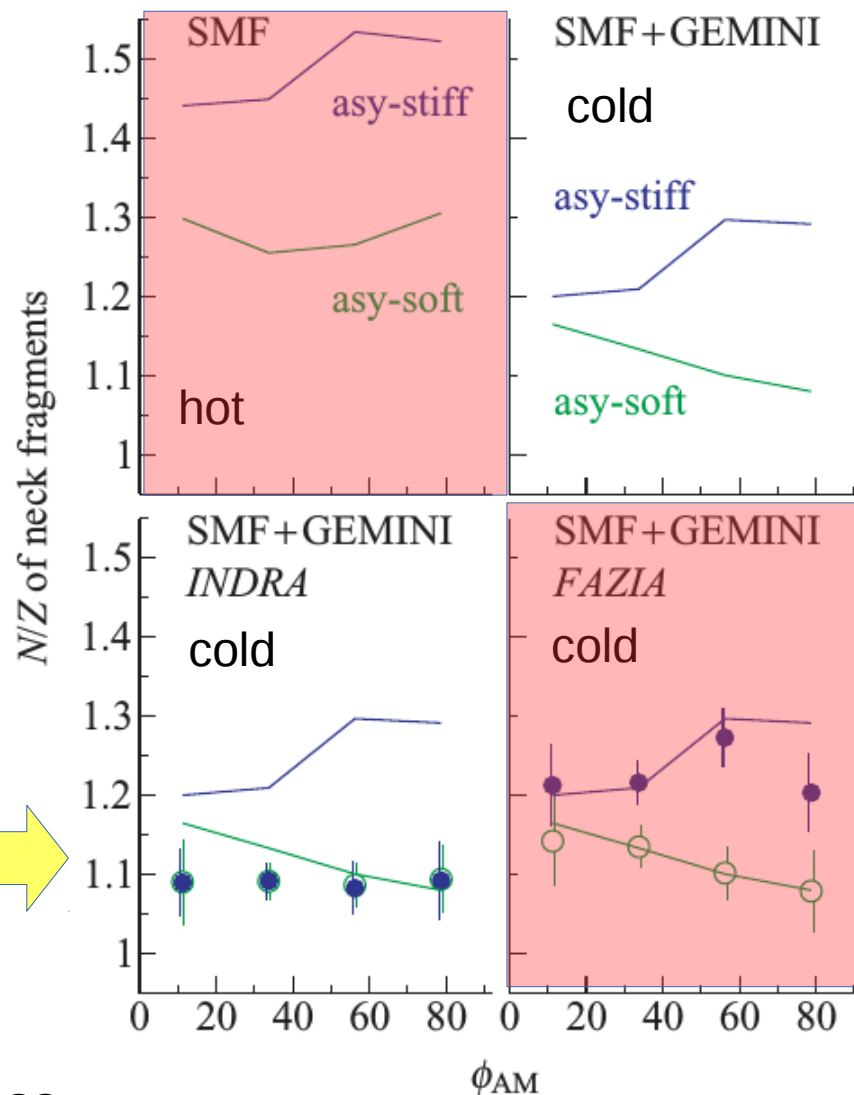 SMF
SMF+GEMINI
1.5
asy-stiff
cold
1.4
asy-stiff
1.3
1.2
asy-soft
1.1
hot
asy-soft
1
N/Z of neck fragments
SMF+GEMINI
SMF+GEMINI
1.5
INDRA
FAZIA
cold
cold
1.4
1.3
1.2
1.1
1
0 20 40 60 80 0 20 40 60 80
ϕAM